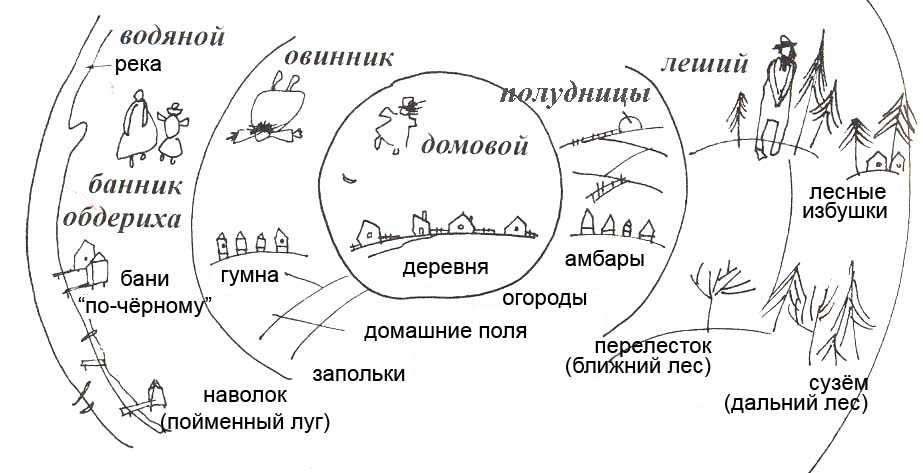 водяной
река
овинник
леший
полудницы
домовой
банник
обдериха
лесные
избушки
деревня
амбары
гумна
бани
“по-чёрному”
огороды
домашние поля
перелесток
(ближний лес)
запольки
сузём
(дальний лес)
наволок
(пойменный луг)